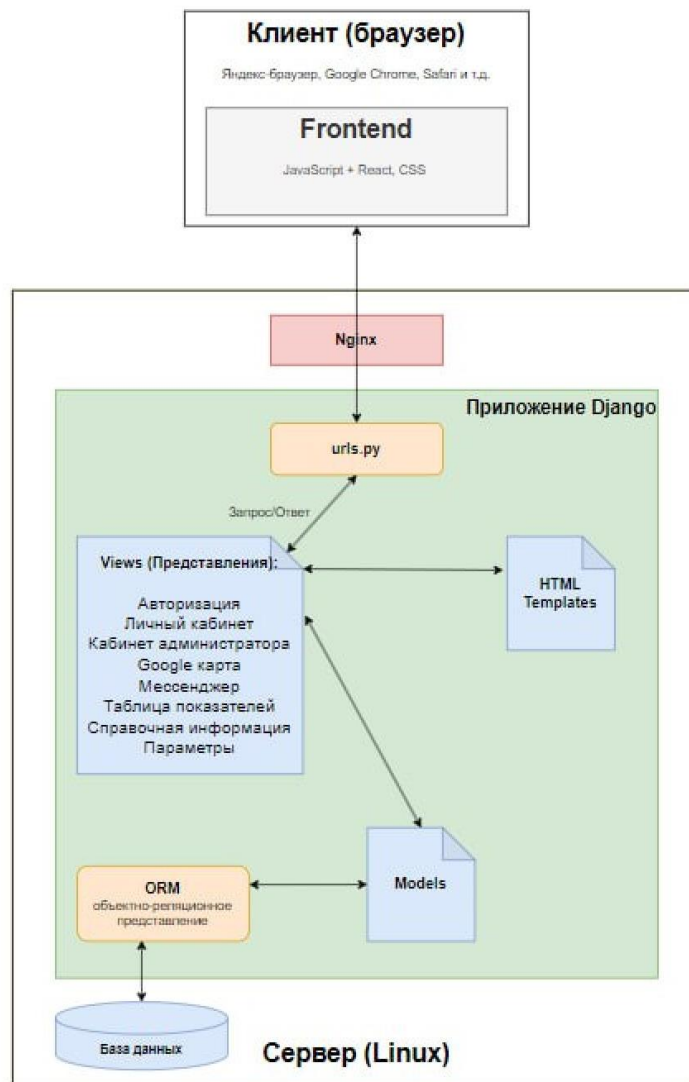 Клиент (браузер)
Яндекс-браузер, Google Chrome, Safari и т.д.
Frontend
JavaScript + React, CSS
Nginx
Приложение Django
urls.py
Запрос/Ответ
Views (Представления):
Авторизация
Личный кабинет
Кабинет администратора
Google карта
Мессенджер
Таблица показателей
Справочная информация
Параметры
HTML
Templates
Models
ORM
объектно-реляционное
представление
База данных
Сервер (Linux)